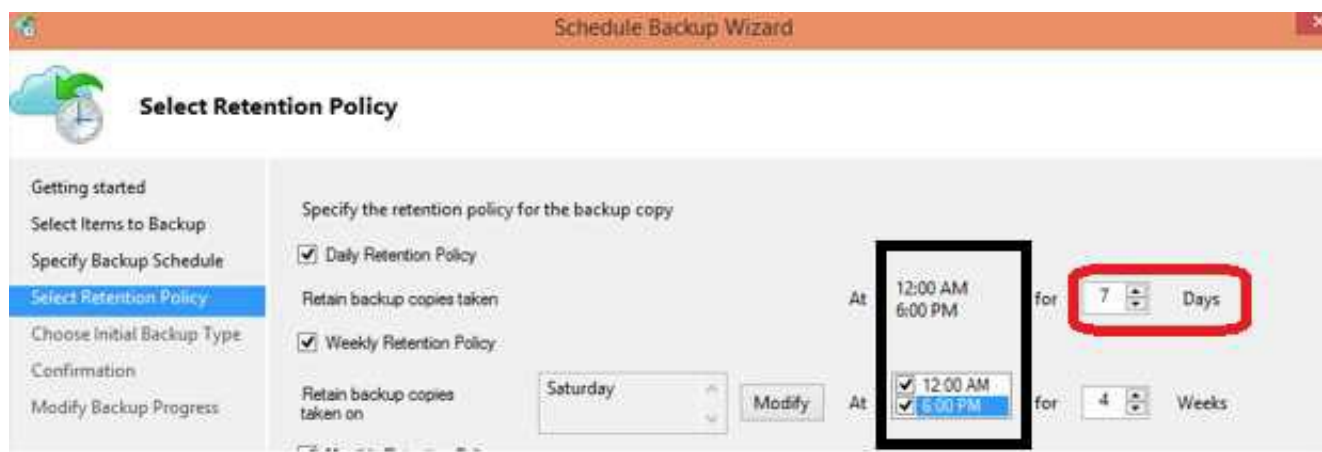 Schedule Backup Wizard
Select Retention Policy
Getting started
Select Items to Backup
Specify Backup Schedule
Select Retention Policy
Choose Initial Backup Type
Confirmation
Modify Backup Progress
Specify the retention policy for the backup copy
Daily Retention Policy
Retain backup copies taken
At
12:00 AM
6:00 PM
for
7
Days
Weekly Retention Policy
Retain backup copies
taken on
Saturday
Modify
At
12:00 AM
6:00 PM
for
4
Weeks